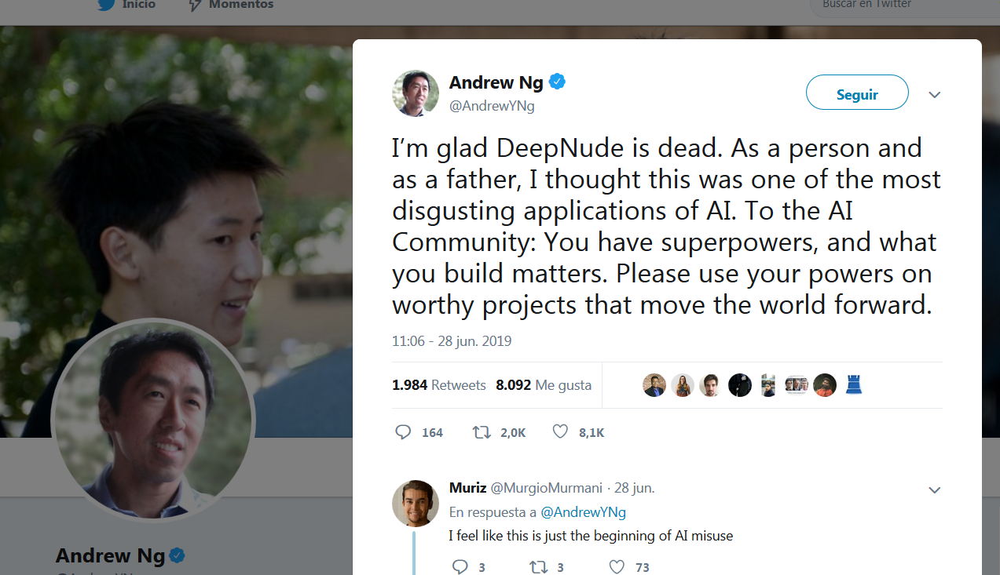 Inicio
Momentos
Buscar en Twitter
Andrew Ng
@AndrewYNg
Seguir
I’m glad DeepNude is dead. As a person and
as a father, I thought this was one of the most
disgusting applications of AI. To the AI
Community: You have superpowers, and what
you build matters. Please use your powers on
worthy projects that move the world forward.
11:06 - 28 jun. 2019
1.984 Retweets 8.092 Me gusta
164 2,0K 8,1K
Muriz @MurgioMurmani · 28 jun.
En respuesta a @AndrewYNg
I feel like this is just the beginning of AI misuse
3 3 73
Andrew Ng